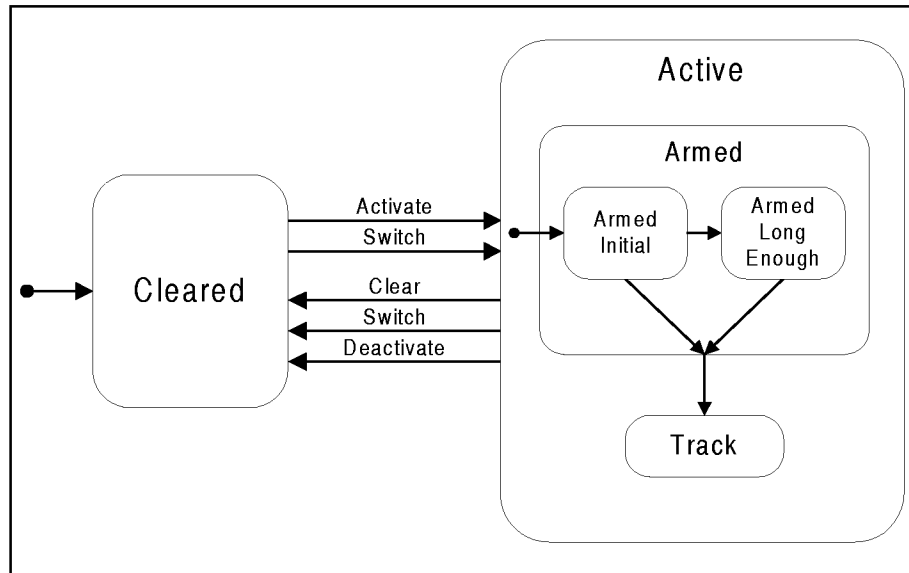 Active
Armed
Armed
Initial
Armed
Long
Enough
Activate
Switch
Cleared
Clear
Switch
Deactivate
Track